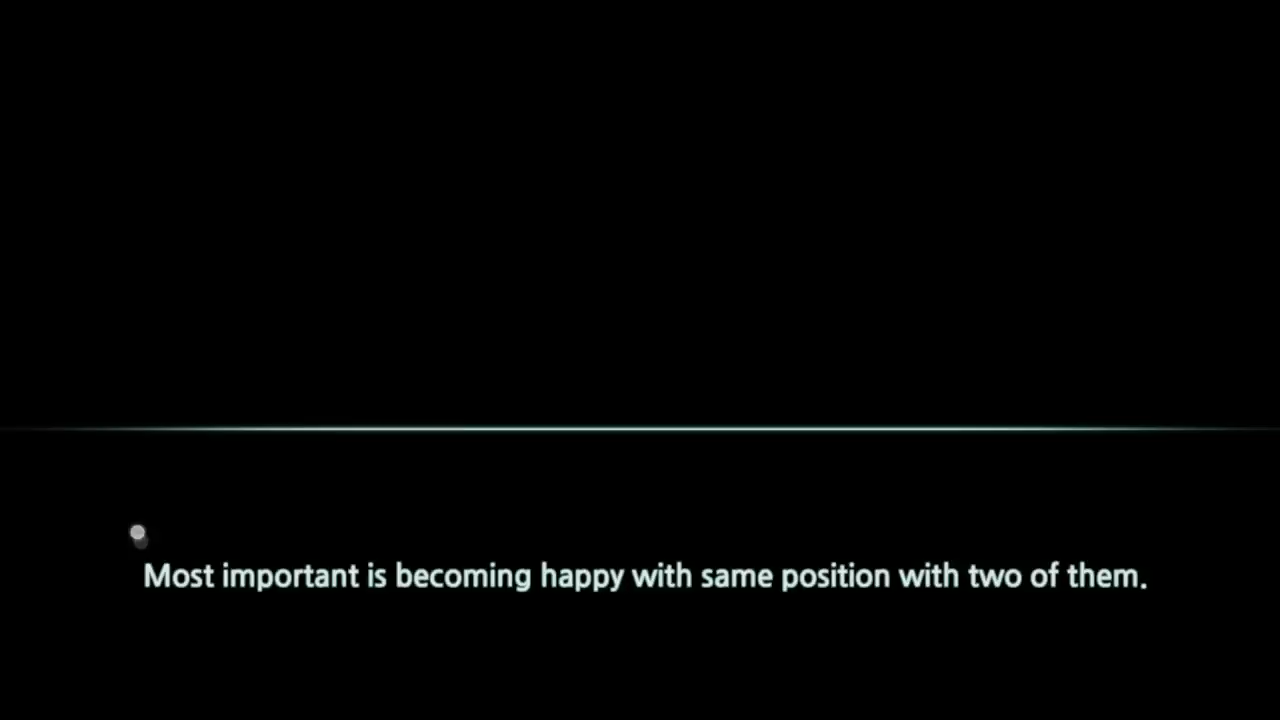 Most important is becoming happy with same position with two of them.